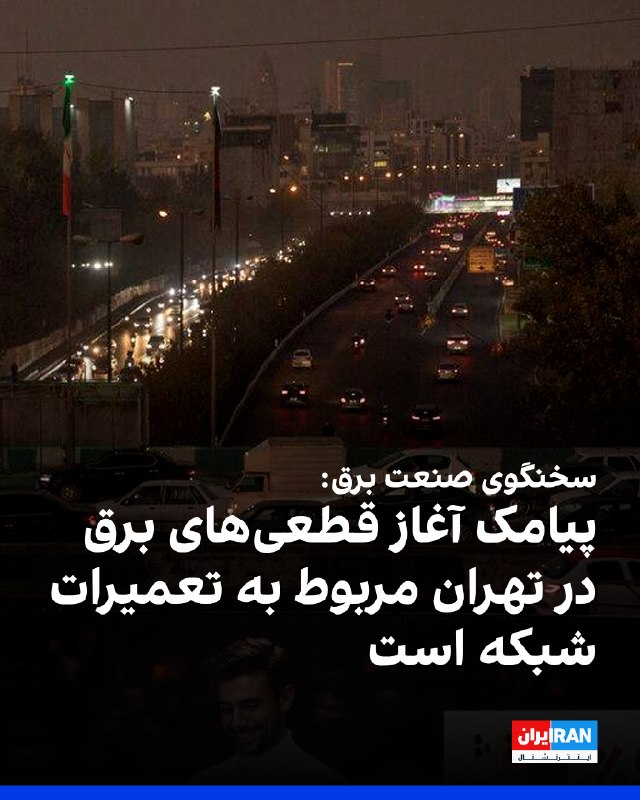 سخنگوی صنعت برق:
پیامک آغاز قطعی‌های برق
در تهران مربوط به تعمیرات
شبکه است
ایران IRAN
اینترنشنال